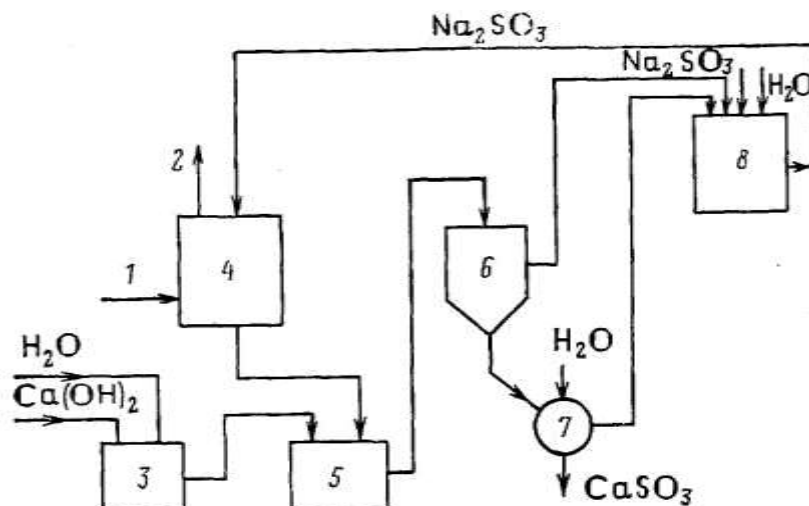 Na₂SO₃
Na₂SO₃
H₂O
2
8
6
4
1
H₂O
H₂O
Ca(OH)₂
7
3
5
CaSO₃